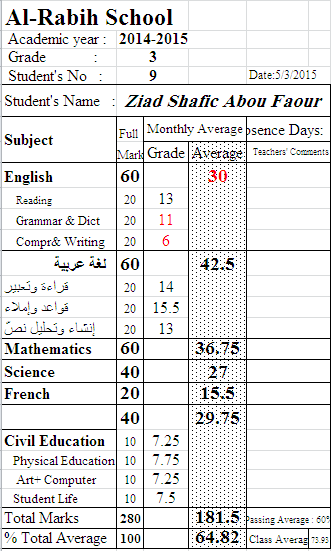 Al-Rabih School
Academic year : 2014-2015
Grade : 3
Student's No : 9 Date:5/3/2015
Student's Name : Ziad Shafic Abou Faour
Subject Full Mark Monthly Average Grade Average osence Days: Teachers' Comments
English 60 30
Reading 20 13
Grammar & Dict 20 11
Compr& Writing 20 6
لغة عربية 60 42.5
قراءة وتعبير 20 14
قواعد وإملاء 20 15.5
إنشاء وتحليل نصّ 20 13
Mathematics 60 36.75
Science 40 27
French 20 15.5
40 29.75
Civil Education 10 7.25
Physical Education 10 7.75
Art+ Computer 10 7.25
Student Life 10 7.5
Total Marks 280 181.5 Passing Average : 60%
% Total Average 100 64.82 Class Averag 73.93